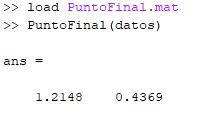 >> load PuntoFinal.mat
>> PuntoFinal(datos)
ans =
1.2148 0.4369